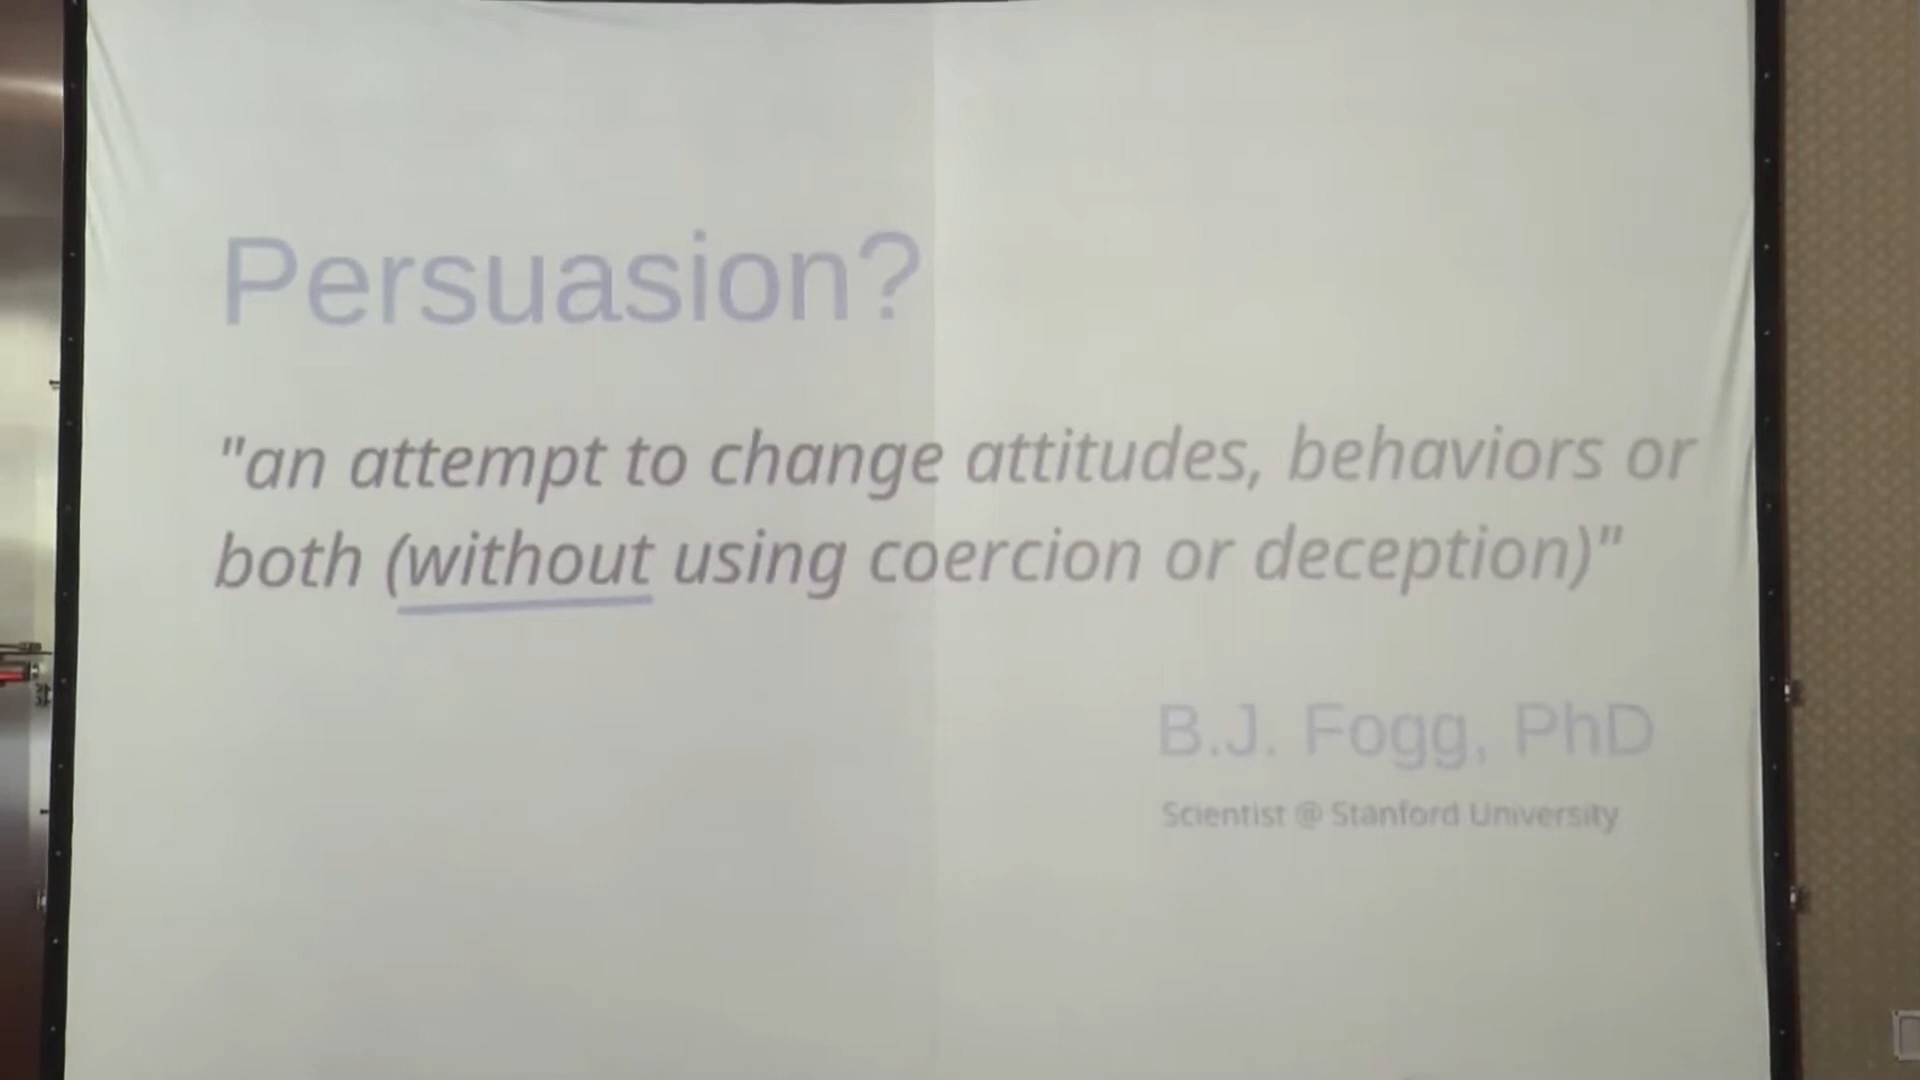 Persuasion?
"an attempt to change attitudes, behaviors or
both (without using coercion or deception)"
B.J. Fogg, PhD
Scientist @ Stanford University